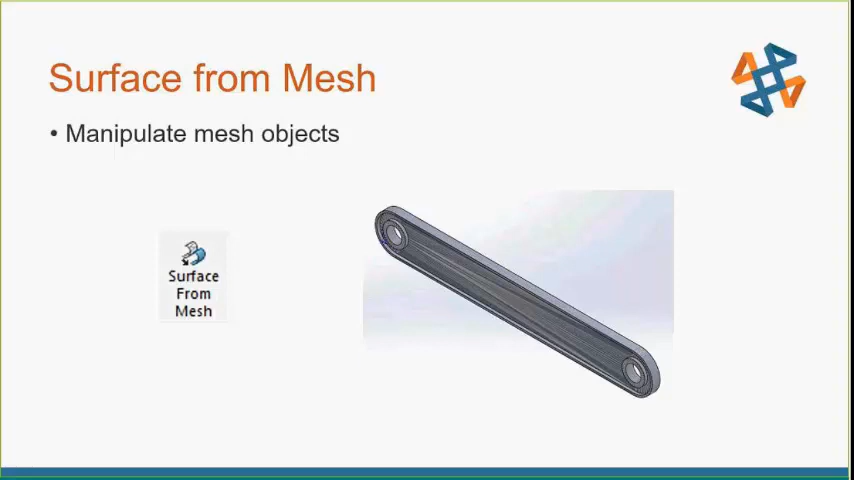 Surface from Mesh
• Manipulate mesh objects
Surface
From
Mesh